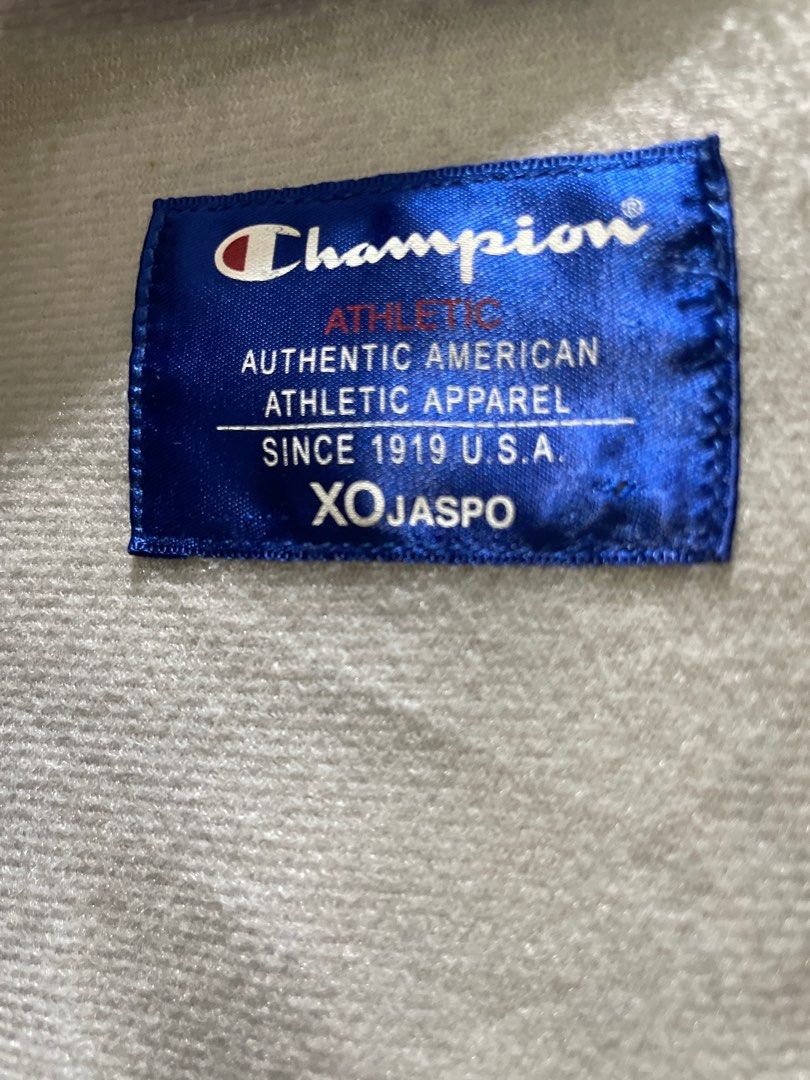 Champion®
ATHLETIC
AUTHENTIC AMERICAN
ATHLETIC APPAREL
SINCE 1919 U.S.A.
XO JASPO